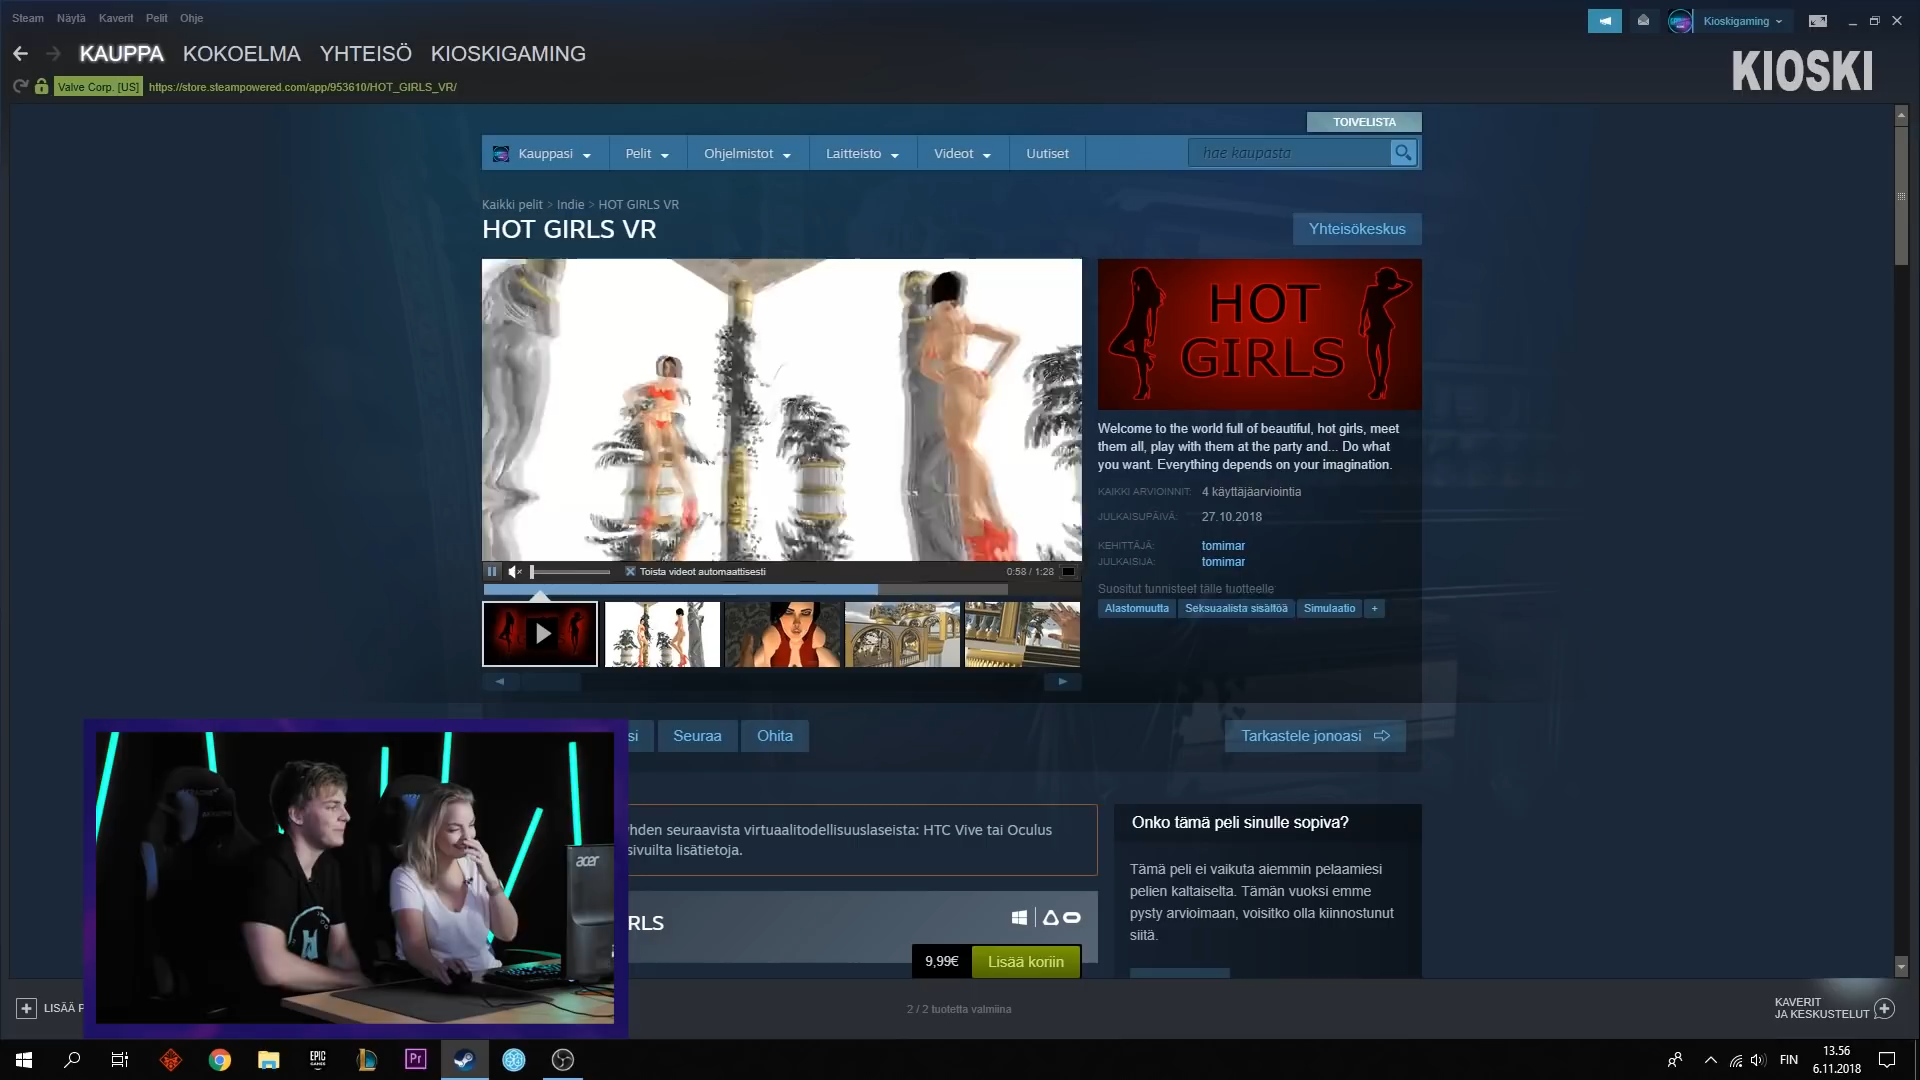 Steam Näytä Kaverit Pelit Ohje
Kioskigaming
KAUPPA KOKOELMA YHTEISÖ KIOSKIGAMING
KIOSKI
Valve Corp. [US] https://store.steampowered.com/app/953610/HOT_GIRLS_VR/
TOIVELISTA
Kauppasi Pelit Ohjelmistot Laitteisto Videot Uutiset hae kaupasta
Kaikki pelit > Indie > HOT GIRLS VR
HOT GIRLS VR
Yhteisökeskus
HOT
GIRLS
Welcome to the world full of beautiful, hot girls, meet
them all, play with them at the party and... Do what
you want. Everything depends on your imagination.
KAIKKI ARVIOINNIT: 4 käyttäjäarviointia
JULKAISUPÄIVÄ: 27.10.2018
KEHITTÄJÄ: tomimar
JULKAISIJA: tomimar
Suositut tunnisteet tälle tuotteelle
Alastomuutta Seksuaalista sisältöä Simulaatio +
Toista videot automaattisesti 0:58 / 1:28
si Seuraa Ohita Tarkastele jonoasi
hden seuraavista virtuaalitodellisuuslaseista: HTC Vive tai Oculus
sivuilta lisätietoja.
RLS
9,99€ Lisää koriin
Onko tämä peli sinulle sopiva?
Tämä peli ei vaikuta aiemmin pelaamiesi
pelien kaltaiselta. Tämän vuoksi emme
pysty arvioimaan, voisitko olla kiinnostunut
siitä.
acer
H
LISÄÄ P
2 / 2 tuotetta valmiina
KAVERIT
JA KESKUSTELUT
EPIC
GAMES
Pr
FIN
13.56
6.11.2018